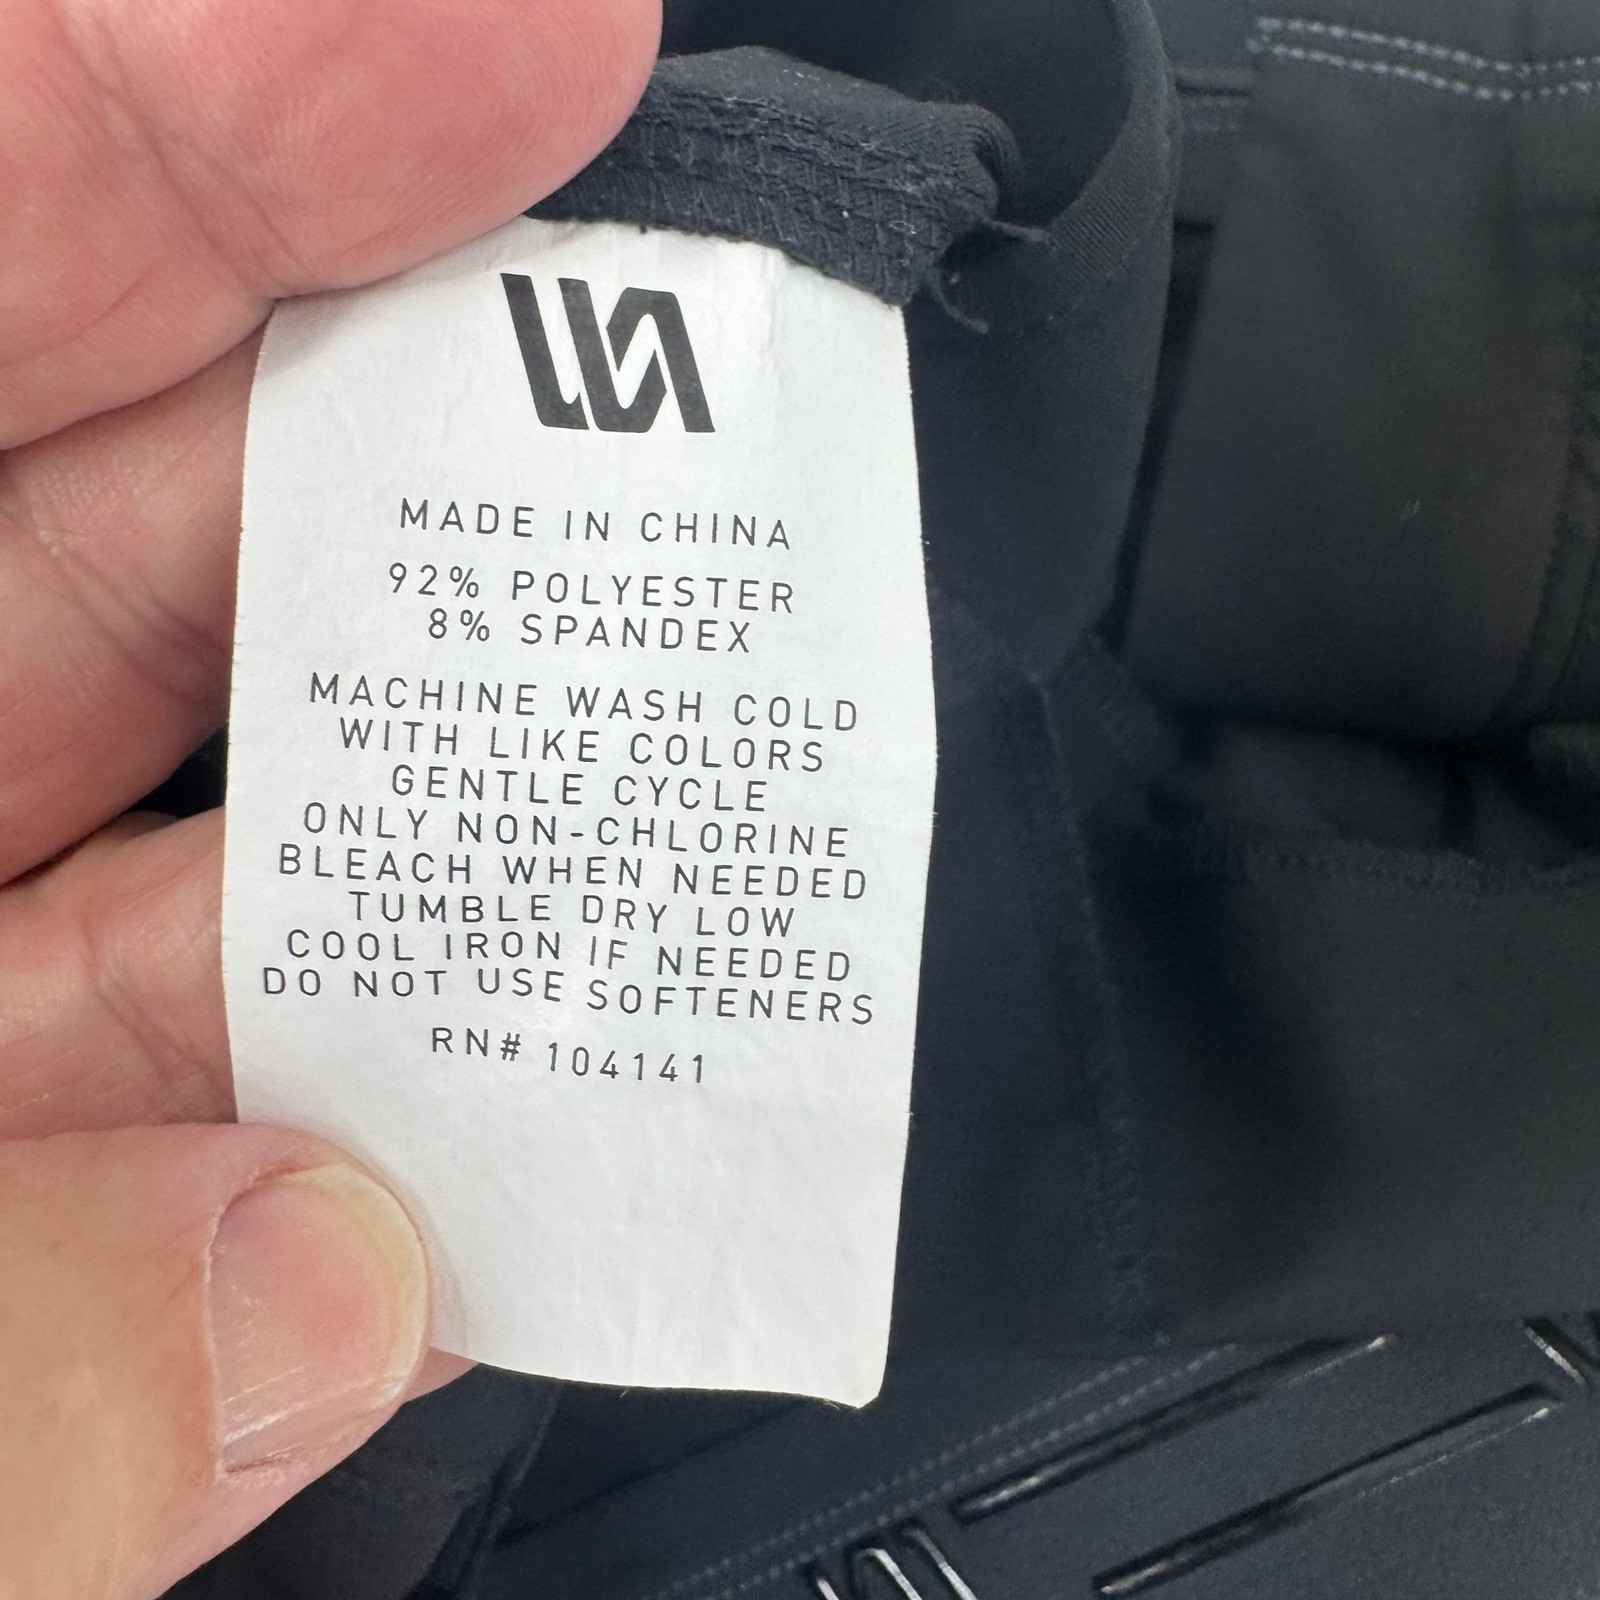 MADE IN CHINA
92% POLYESTER
8% SPANDEX
MACHINE WASH COLD
WITH LIKE COLORS
GENTLE CYCLE
ONLY NON-CHLORINE
BLEACH WHEN NEEDED
TUMBLE DRY LOW
COOL IRON IF NEEDED
DO NOT USE SOFTENERS
RN# 104141